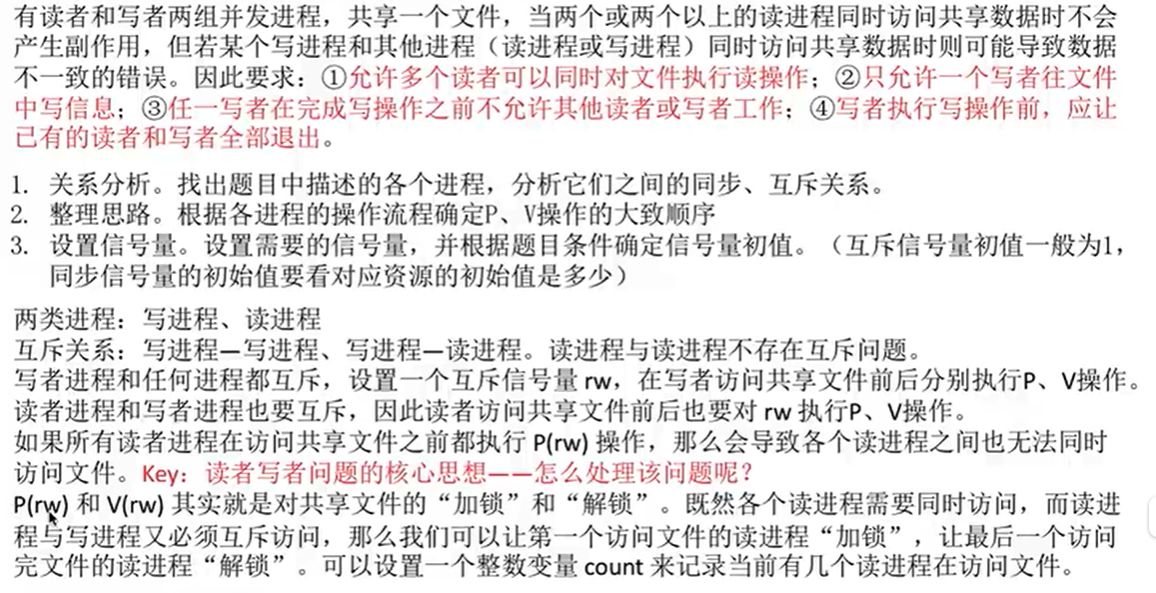 有读者和写者两组并发进程，共享一个文件，当两个或两个以上的读进程同时访问共享数据时不会
产生副作用，但若某个写进程和其他进程（读进程或写进程）同时访问共享数据时则可能导致数据
不一致的错误。因此要求：①允许多个读者可以同时对文件执行读操作；②只允许一个写者往文件
中写信息；③任一写者在完成写操作之前不允许其他读者或写者工作；④写者执行写操作前，应让
已有的读者和写者全部退出。
1. 关系分析。找出题目中描述的各个进程，分析它们之间的同步、互斥关系。
2. 整理思路。根据各进程的操作流程确定P、V操作的大致顺序
3. 设置信号量。设置需要的信号量，并根据题目条件确定信号量初值。（互斥信号量初值一般为1，
同步信号量的初始值要看对应资源的初始值是多少）
两类进程：写进程、读进程
互斥关系：写进程—写进程、写进程—读进程。读进程与读进程不存在互斥问题。
写者进程和任何进程都互斥，设置一个互斥信号量 rw，在写者访问共享文件前后分别执行P、V操作。
读者进程和写者进程也要互斥，因此读者访问共享文件前后也要对 rw 执行P、V操作。
如果所有读者进程在访问共享文件之前都执行 P(rw) 操作，那么会导致各个读进程之间也无法同时
访问文件。Key：读者写者问题的核心思想——怎么处理该问题呢？
P(rw) 和 V(rw) 其实就是对共享文件的“加锁”和“解锁”。既然各个读进程需要同时访问，而读进
程与写进程又必须互斥访问，那么我们可以让第一个访问文件的读进程“加锁”，让最后一个访问
完文件的读进程“解锁”。可以设置一个整数变量 count 来记录当前有几个读进程在访问文件。